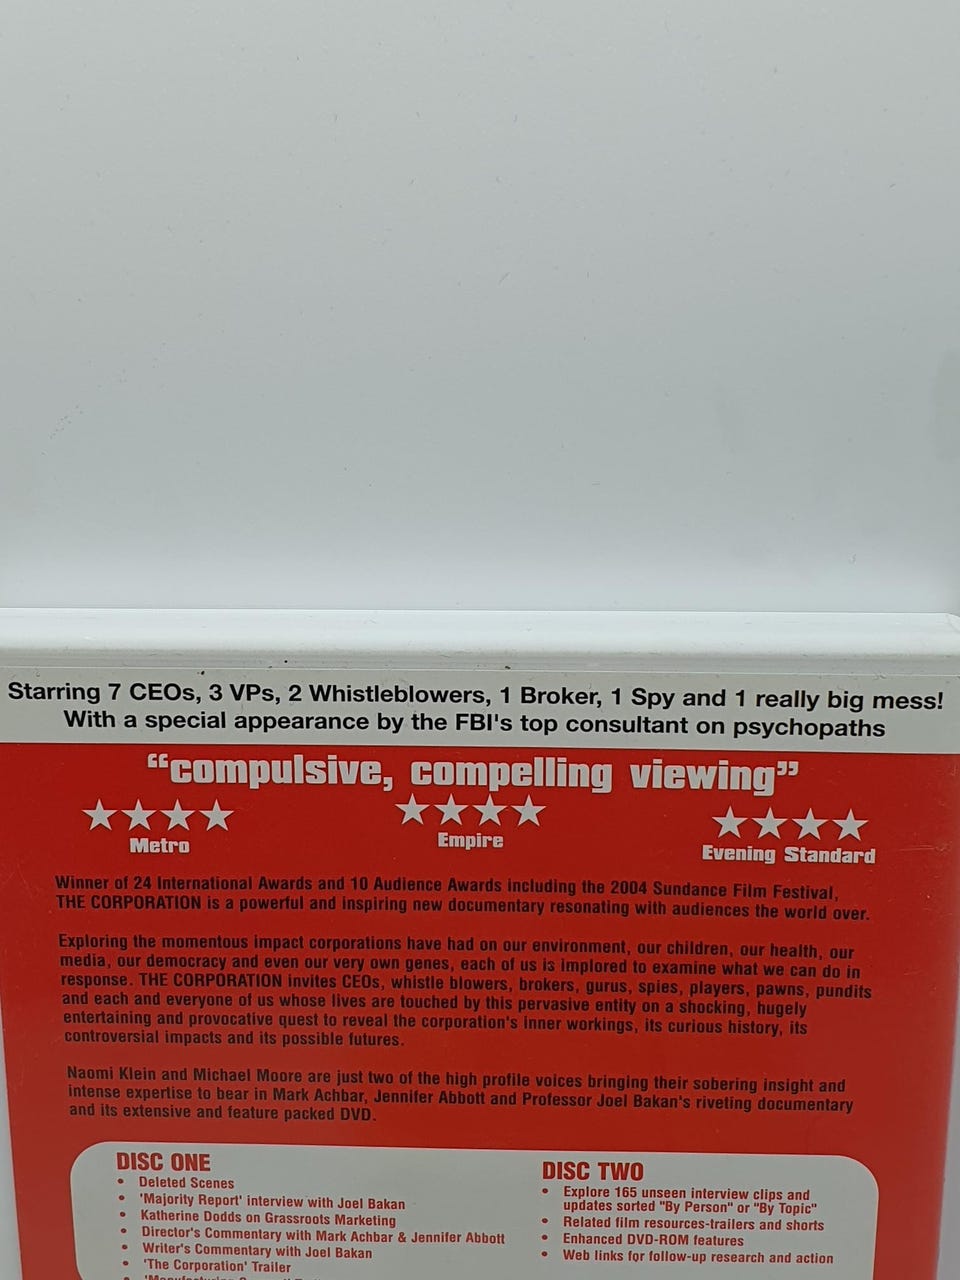 Starring 7 CEOs, 3 VPs, 2 Whistleblowers, 1 Broker, 1 Spy and 1 really big mess!
With a special appearance by the FBI's top consultant on psychopaths
“compulsive, compelling viewing”
Metro
Empire
Evening Standard
Winner of 24 International Awards and 10 Audience Awards including the 2004 Sundance Film Festival,
THE CORPORATION is a powerful and inspiring new documentary resonating with audiences the world over.
Exploring the momentous impact corporations have had on our environment, our children, our health, our
media, our democracy and even our very own genes, each of us is implored to examine what we can do in
response. THE CORPORATION invites CEOs, whistle blowers, brokers, gurus, spies, players, pawns, pundits
and each and everyone of us whose lives are touched by this pervasive entity on a shocking, hugely
entertaining and provocative quest to reveal the corporation's inner workings, its curious history, its
controversial impacts and its possible futures.
Naomi Klein and Michael Moore are just two of the high profile voices bringing their sobering insight and
intense expertise to bear in Mark Achbar, Jennifer Abbott and Professor Joel Bakan's riveting documentary
and its extensive and feature packed DVD.
DISC ONE
• Deleted Scenes
• 'Majority Report' interview with Joel Bakan
• Katherine Dodds on Grassroots Marketing
• Director's Commentary with Mark Achbar & Jennifer Abbott
• Writer's Commentary with Joel Bakan
• 'The Corporation' Trailer
DISC TWO
• Explore 165 unseen interview clips and
updates sorted "By Person" or "By Topic"
• Related film resources-trailers and shorts
• Enhanced DVD-ROM features
• Web links for follow-up research and action